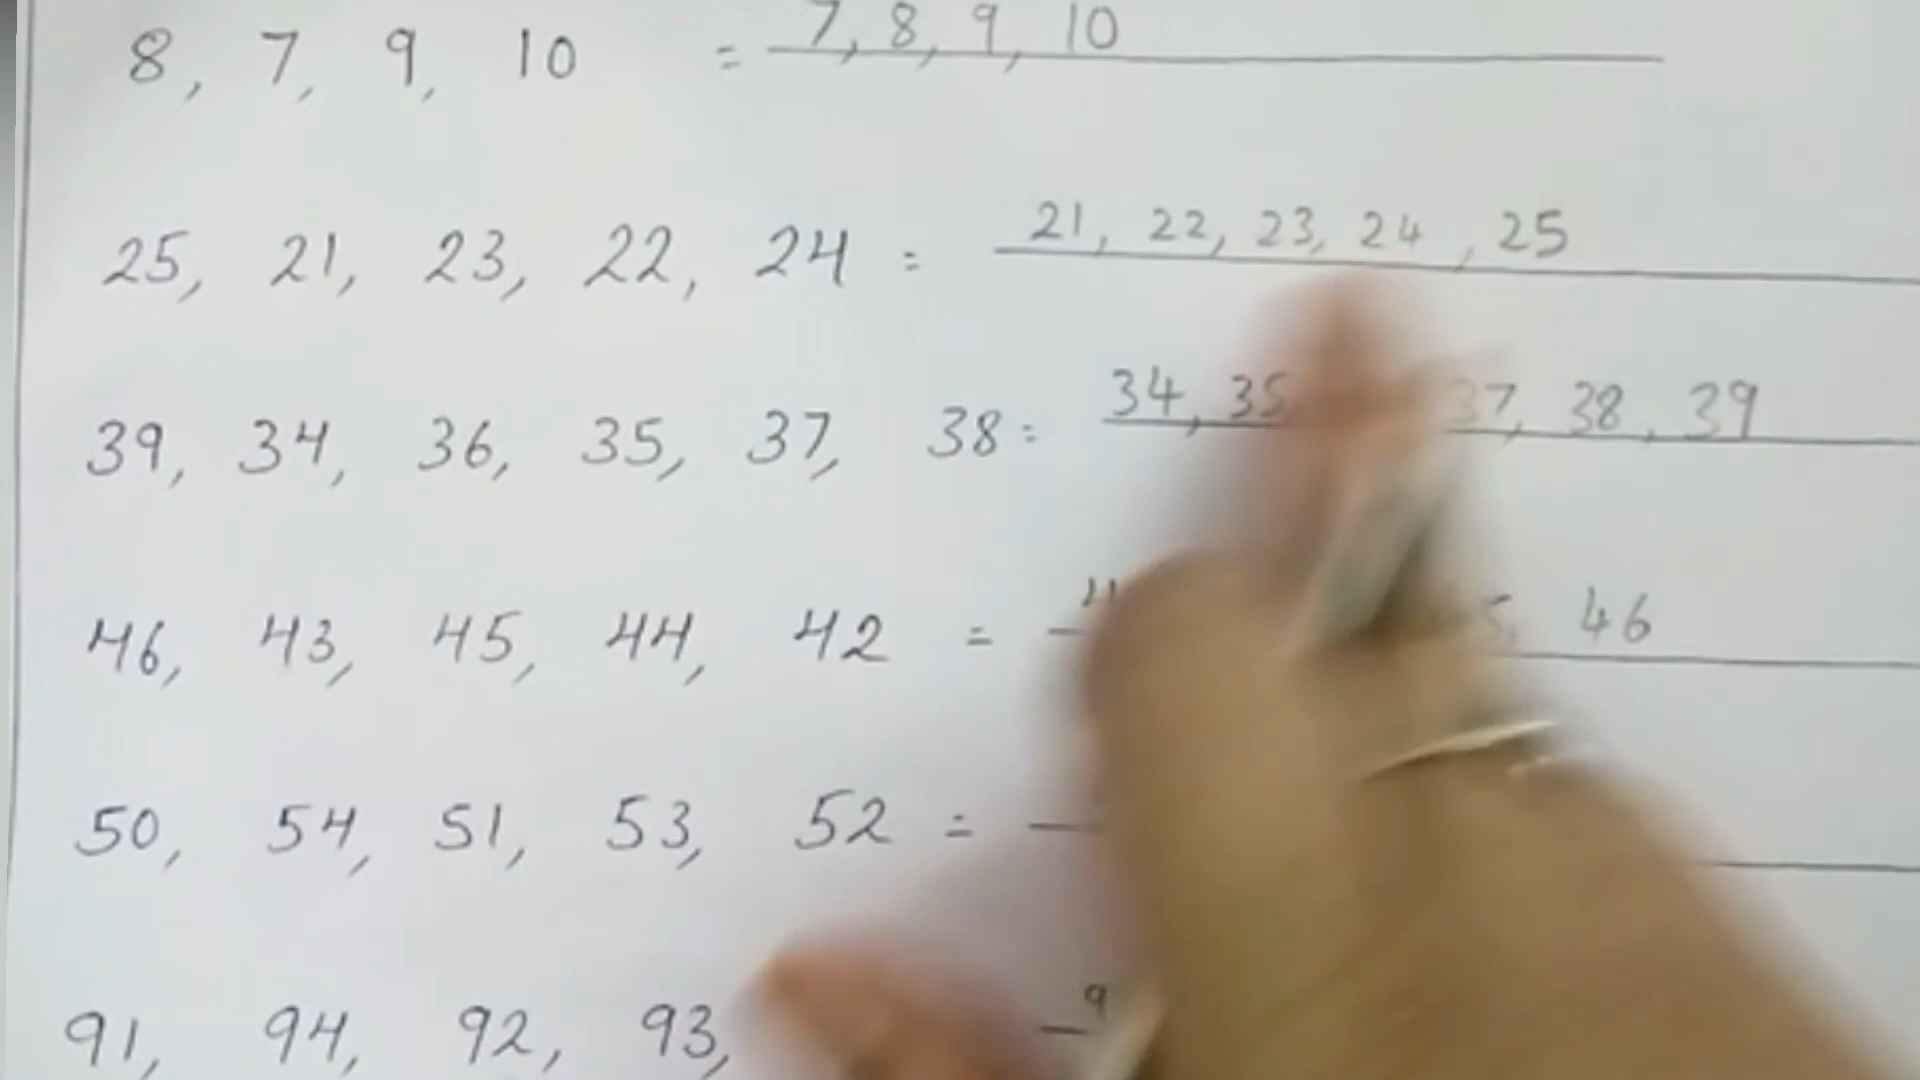 8, 7, 9, 10 = 7, 8, 9, 10
25, 21, 23, 22, 24 = 21, 22, 23, 24, 25
39, 34, 36, 35, 37, 38 = 34, 35, 37, 38, 39
46, 43, 45, 44, 42 = 46
50, 54, 51, 53, 52 =
91, 94, 92, 93,